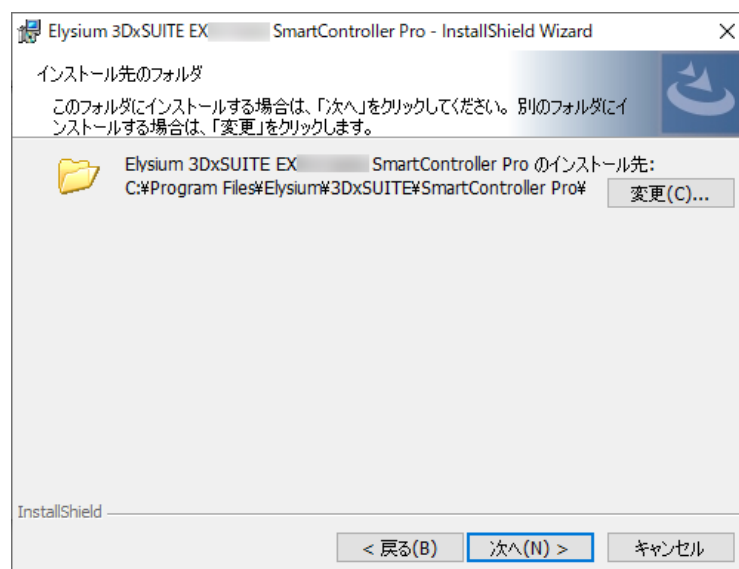 Elysium 3DxSUITE EX SmartController Pro - InstallShield Wizard
インストール先のフォルダ
このフォルダにインストールする場合は、「次へ」をクリックしてください。別のフォルダにイ
ンストールする場合は、「変更」をクリックします。
Elysium 3DxSUITE EX SmartController Pro のインストール先:
C:¥Program Files¥Elysium¥3DxSUITE¥SmartController Pro¥
変更(C)...
InstallShield
< 戻る(B)
次へ(N) >
キャンセル